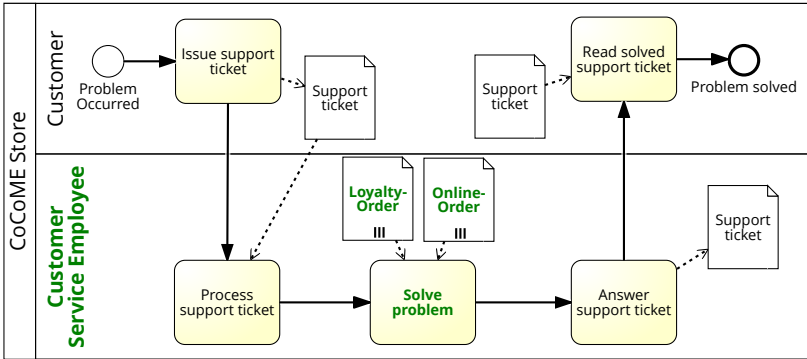 CoCoME Store
Customer
Problem
Occurred
Issue support
ticket
Support
ticket
Support
ticket
Read solved
support ticket
Problem solved
Customer
Service Employee
Loyalty-
Order
Online-
Order
Process
support ticket
Solve
problem
Answer
support ticket
Support
ticket